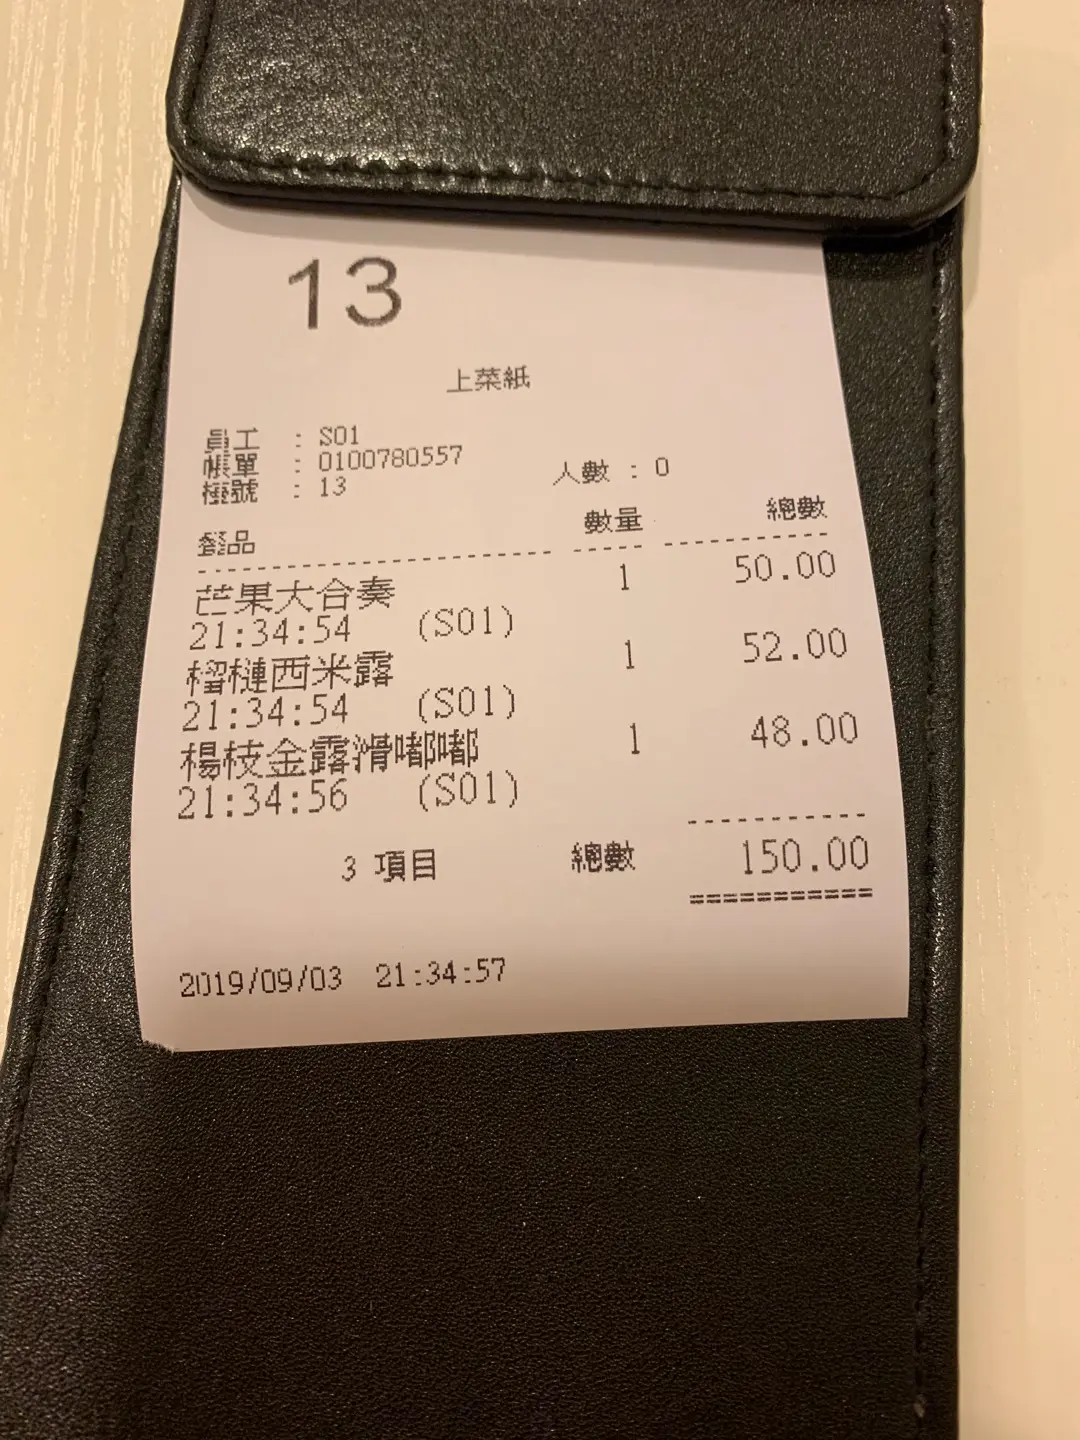 13
上菜紙
員工 : S01
帳單 : 0100780557
檯號 : 13 人數 : 0
餐品 數量 總數
芒果大合奏 1 50.00
21:34:54 (S01)
榴槤西米露 1 52.00
21:34:54 (S01)
楊枝金露滑嘟嘟 1 48.00
21:34:56 (S01)
3 項目 總數 150.00
2019/09/03 21:34:57